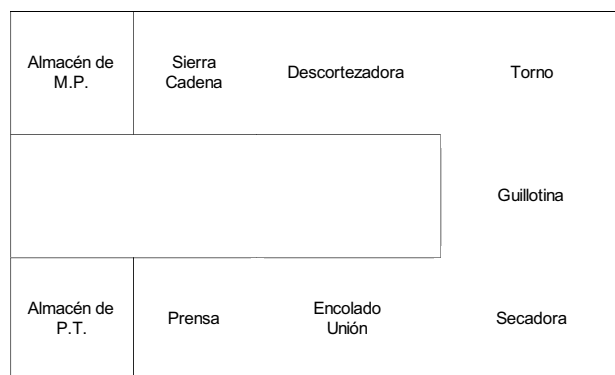 Almacén de
M.P.
Sierra
Cadena
Descortezadora
Torno
Guillotina
Almacén de
P.T.
Prensa
Encolado
Unión
Secadora